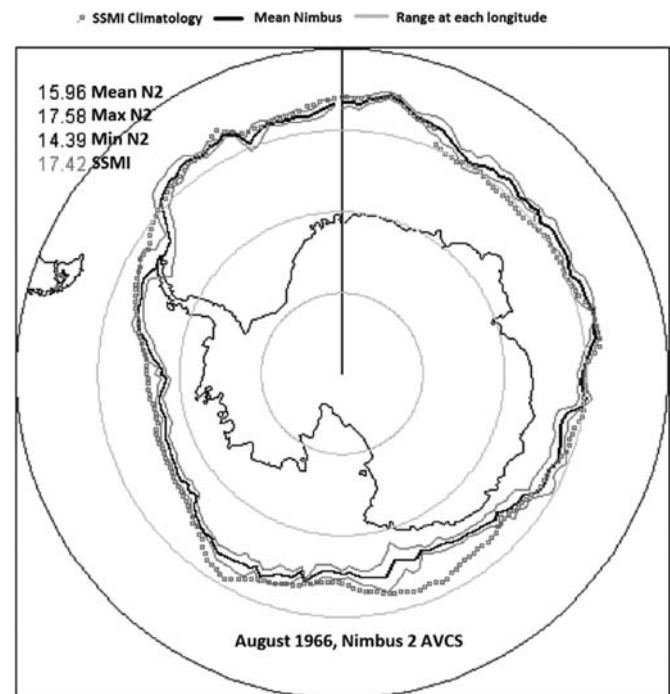 SSMI Climatology Mean Nimbus Range at each longitude
15.96 Mean N2
17.58 Max N2
14.39 Min N2
17.42 SSMI
August 1966, Nimbus 2 AVCS